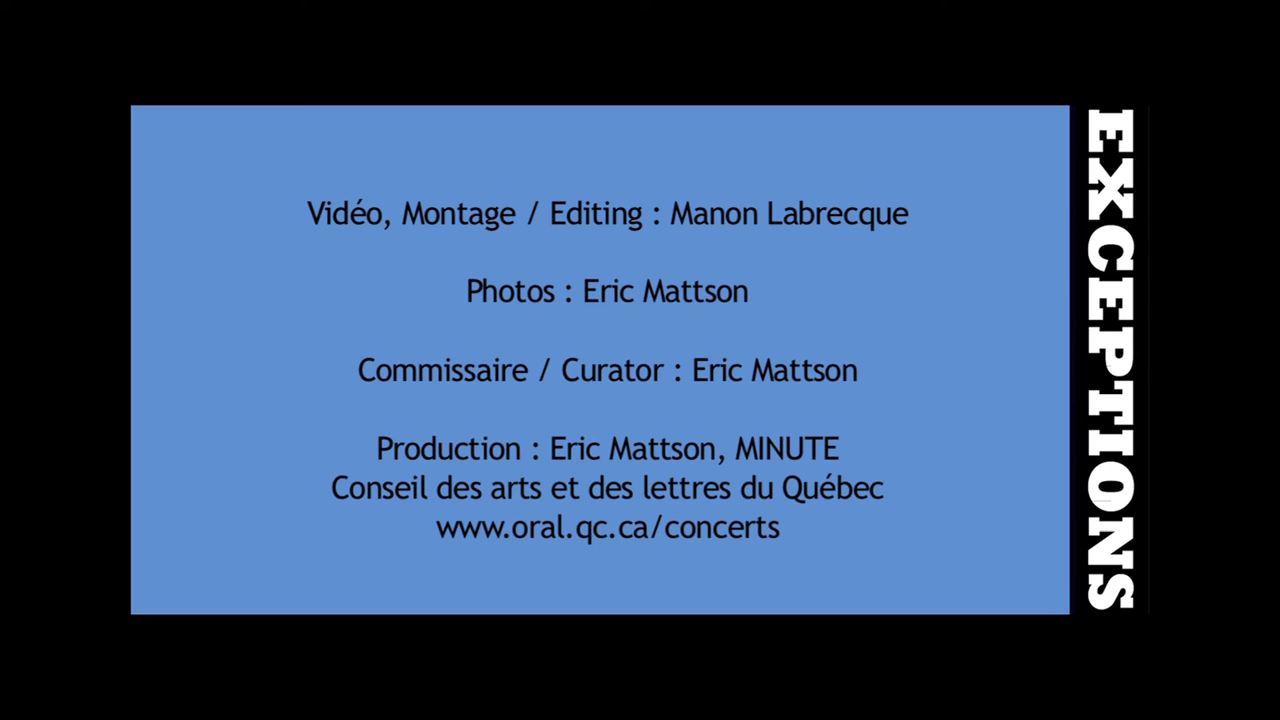 Vidéo, Montage / Editing : Manon Labrecque
Photos : Eric Mattson
Commissaire / Curator : Eric Mattson
Production : Eric Mattson, MINUTE
Conseil des arts et des lettres du Québec
www.oral.qc.ca/concerts
EXCEPTIONS